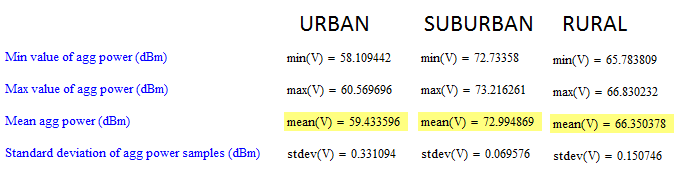 URBAN SUBURBAN RURAL
Min value of agg power (dBm) min(V) = 58.109442 min(V) = 72.73358 min(V) = 65.783809
Max value of agg power (dBm) max(V) = 60.569696 max(V) = 73.216261 max(V) = 66.830232
Mean agg power (dBm) mean(V) = 59.433596 mean(V) = 72.994869 mean(V) = 66.350378
Standard deviation of agg power samples (dBm) stdev(V) = 0.331094 stdev(V) = 0.069576 stdev(V) = 0.150746